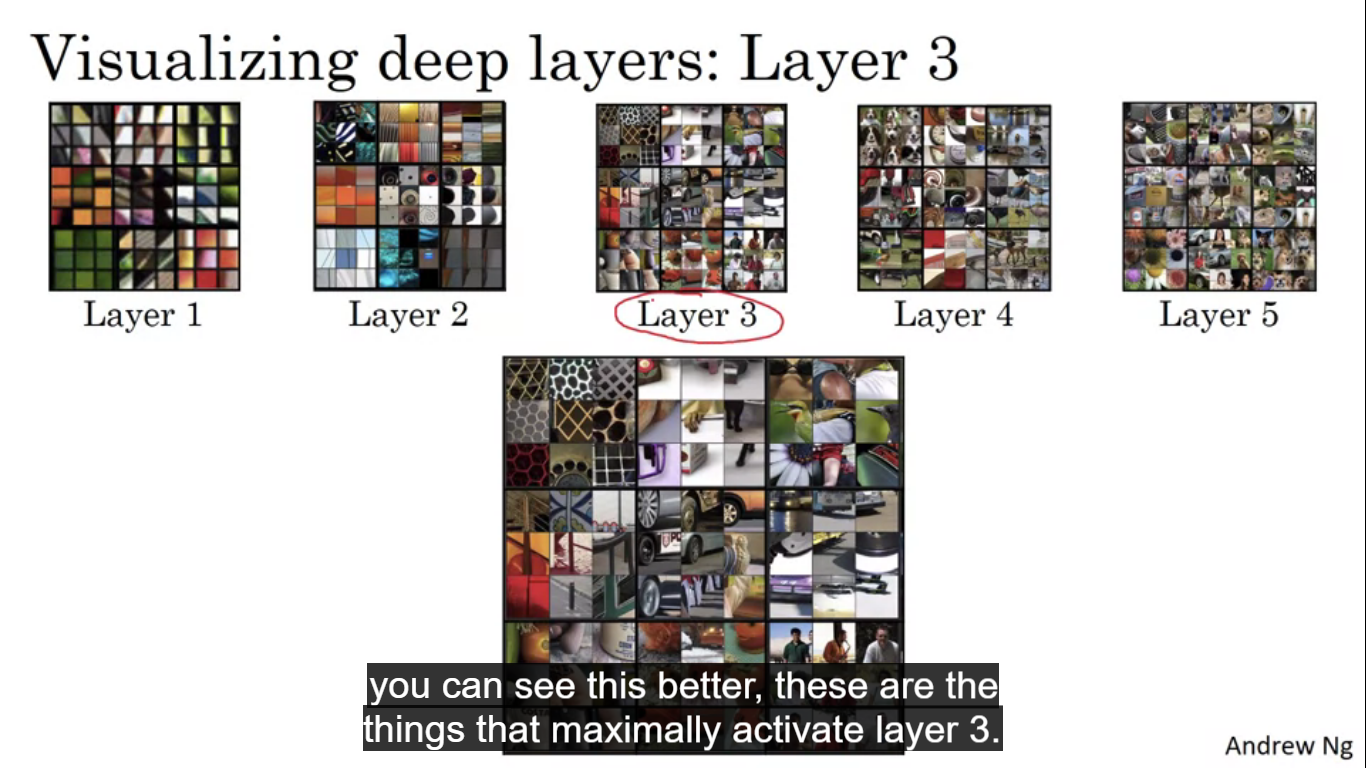 Visualizing deep layers: Layer 3
Layer 1
Layer 2
Layer 3
Layer 4
Layer 5
you can see this better, these are the
things that maximally activate layer 3.
Andrew Ng